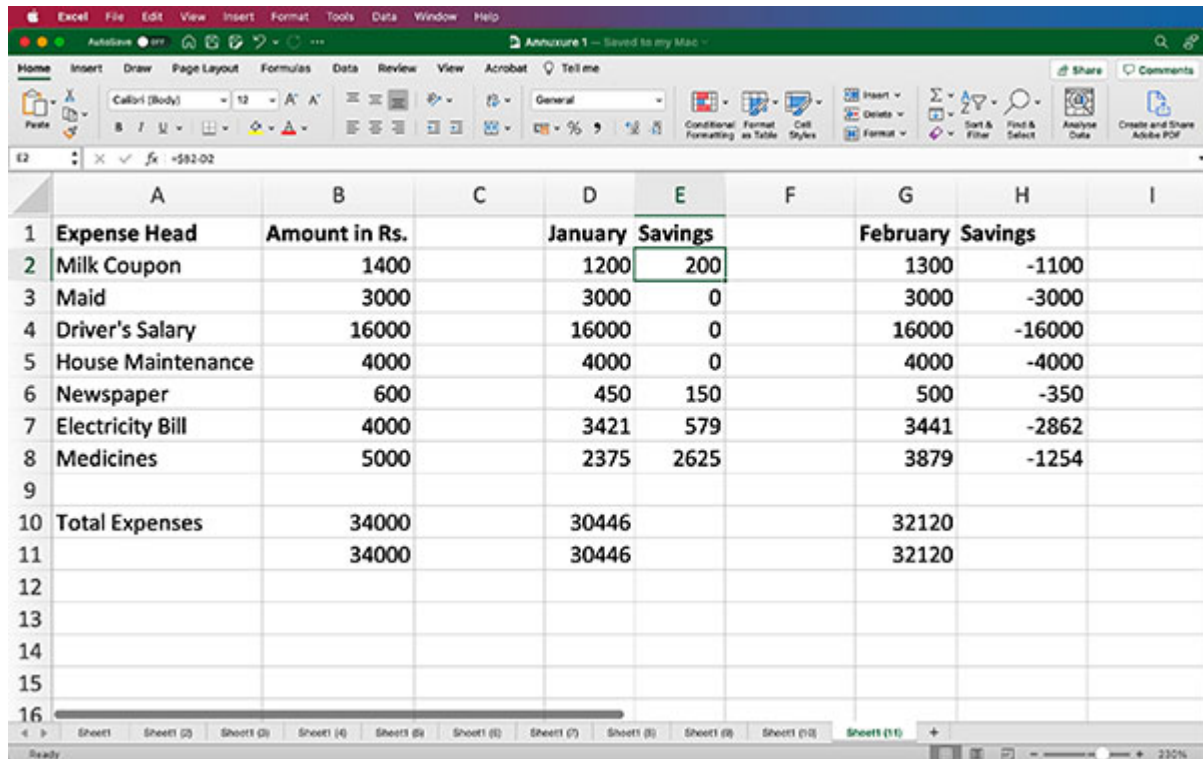 Excel File Edit View Insert Format Tools Data Window Help
AutoSave OFF Annuxure 1 — Saved to my Mac
Home Insert Draw Page Layout Formulas Data Review View Acrobat Tell me Share Comments
Paste Calibri (Body) 12 General Conditional Formatting Format as Table Cell Styles Insert Delete Format Sort & Filter Find & Select Analyse Data Create and Share Adobe PDF
E2 fx =$B2-D2
A B C D E F G H I
1 Expense Head Amount in Rs. January Savings February Savings
2 Milk Coupon 1400 1200 200 1300 -1100
3 Maid 3000 3000 0 3000 -3000
4 Driver's Salary 16000 16000 0 16000 -16000
5 House Maintenance 4000 4000 0 4000 -4000
6 Newspaper 600 450 150 500 -350
7 Electricity Bill 4000 3421 579 3441 -2862
8 Medicines 5000 2375 2625 3879 -1254
9
10 Total Expenses 34000 30446 32120
11 34000 30446 32120
12
13
14
15
16
Sheet1 Sheet1 (2) Sheet1 (3) Sheet1 (4) Sheet1 (5) Sheet1 (6) Sheet1 (7) Sheet1 (8) Sheet1 (9) Sheet1 (10) Sheet1 (11) +
Ready 230%